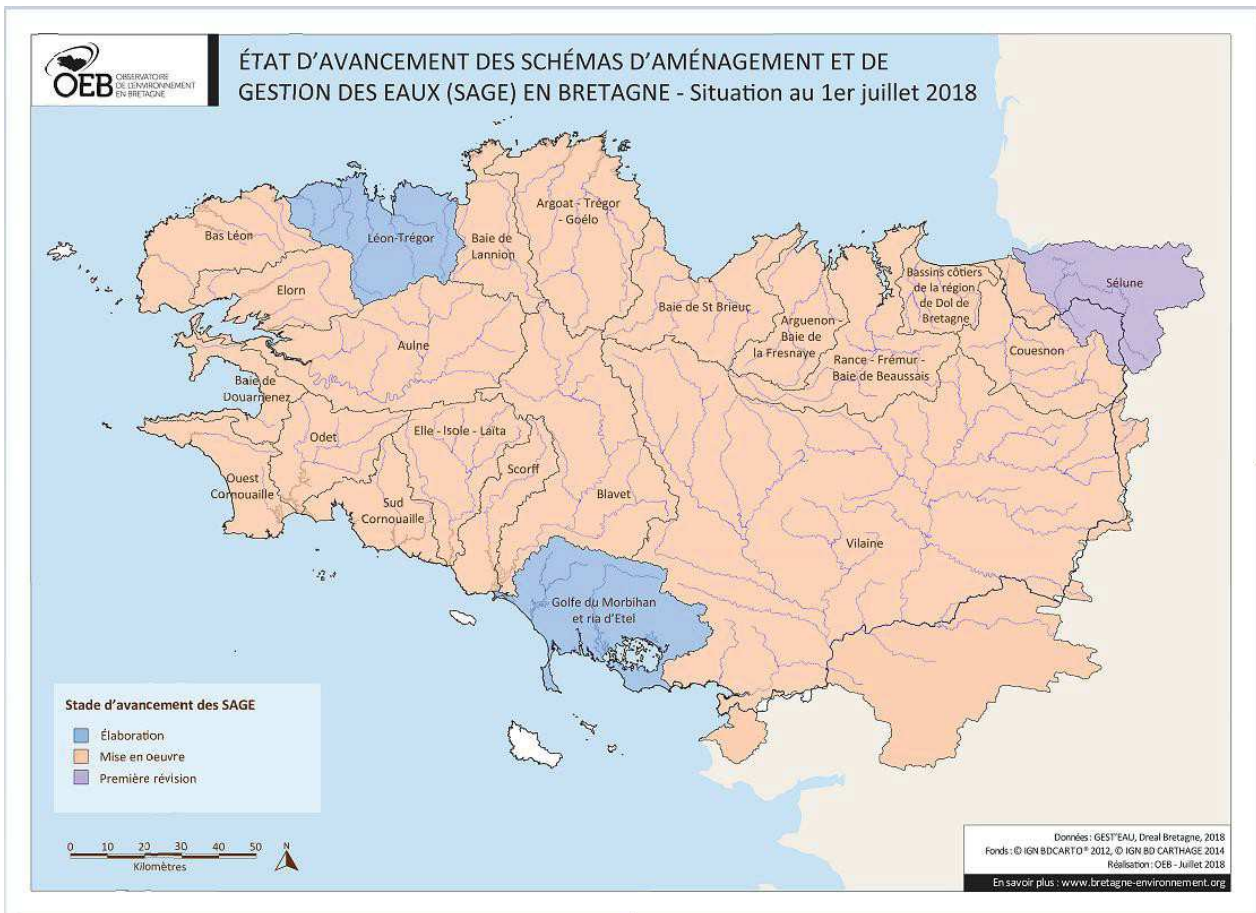 OEB
OBSERVATOIRE
DE L'ENVIRONNEMENT
EN BRETAGNE
ÉTAT D'AVANCEMENT DES SCHÉMAS D'AMÉNAGEMENT ET DE
GESTION DES EAUX (SAGE) EN BRETAGNE - Situation au 1er juillet 2018
Bas Léon
Léon-Trégor
Baie de
Lannion
Argoat - Trégor
- Goélo
Elorn
Aulne
Baie de St Brieuc
Arguenon -
Baie de
la Fresnaye
Rance - Frémur -
Baie de Beaussais
Bassins côtiers
de la région
de Dol de
Bretagne
Couesnon
Sélune
Baie de
Douarnenez
Odet
Elle - Isole - Laïta
Scorff
Ouest
Cornouaille
Sud
Cornouaille
Blavet
Vilaine
Golfe du Morbihan
et ria d'Etel
Stade d'avancement des SAGE
Élaboration
Mise en oeuvre
Première révision
0 10 20 30 40 50
Kilomètres
N
Données : GEST'EAU, Dreal Bretagne, 2018
Fonds : © IGN BDCARTO® 2012, © IGN BD CARTHAGE 2014
Réalisation : OEB - Juillet 2018
En savoir plus : www.bretagne-environnement.org